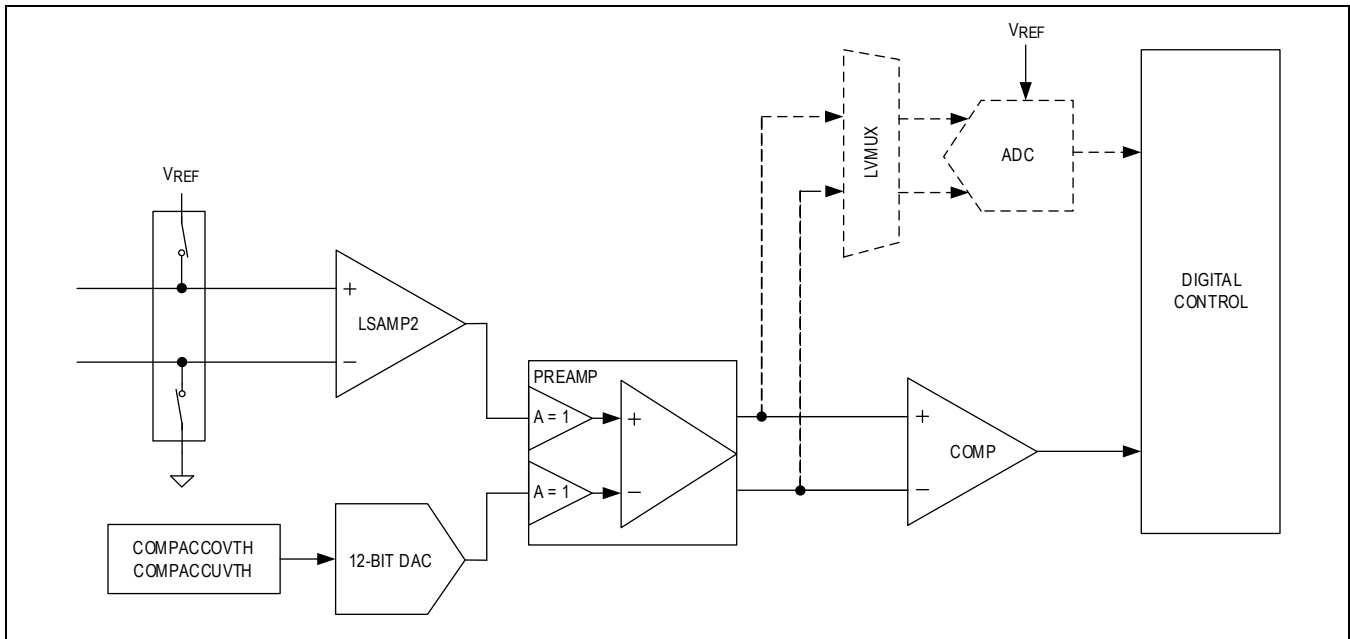 VREF
LVMUX
ADC
VREF
+
LSAMP2
−
DIGITAL
CONTROL
PREAMP
A = 1
+
A = 1
−
+
COMP
−
COMPACCOVTH
COMPACCUVTH
12-BIT DAC